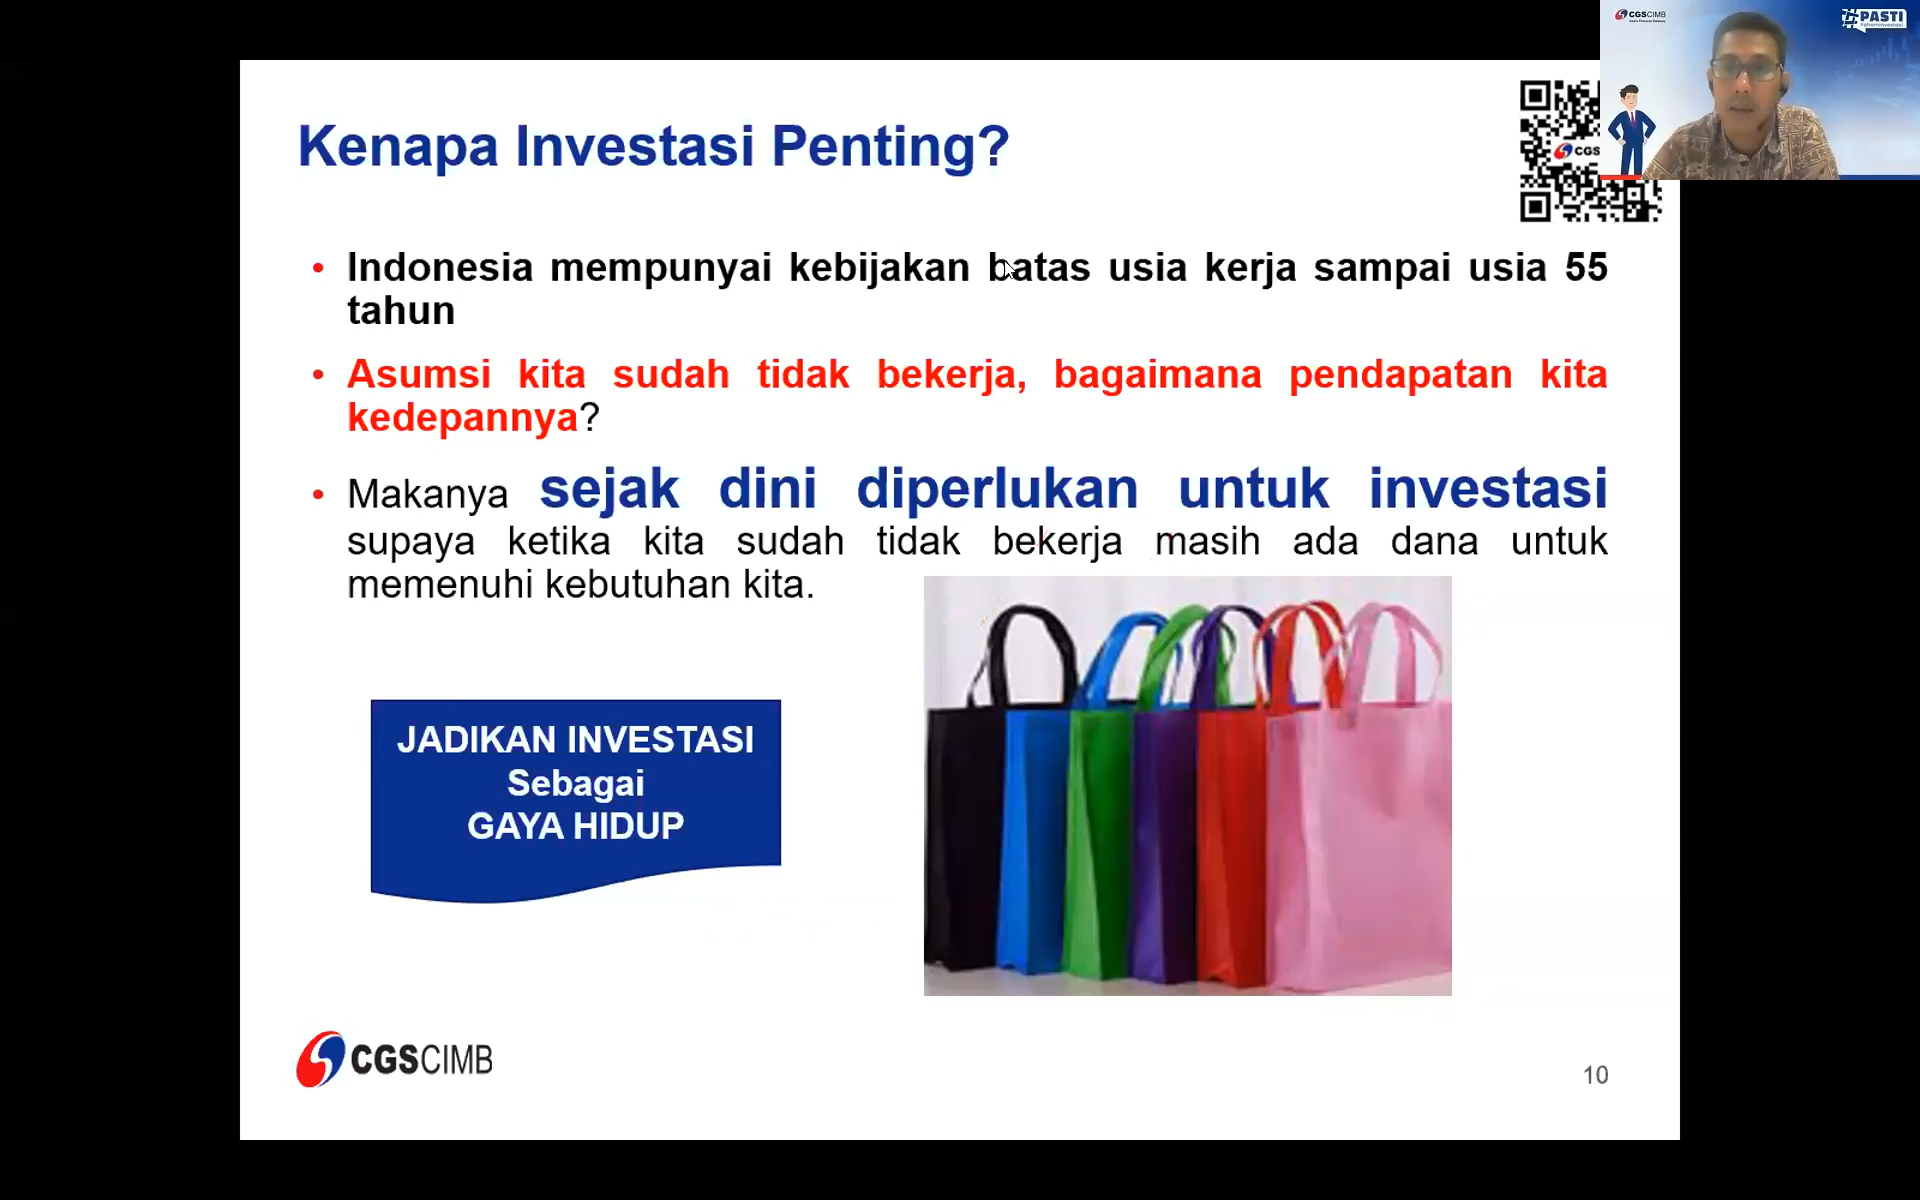 CGSCIMB
#PASTI
Kenapa Investasi Penting?
CGS
• Indonesia mempunyai kebijakan batas usia kerja sampai usia 55
tahun
• Asumsi kita sudah tidak bekerja, bagaimana pendapatan kita
kedepannya?
• Makanya sejak dini diperlukan untuk investasi
supaya ketika kita sudah tidak bekerja masih ada dana untuk
memenuhi kebutuhan kita.
JADIKAN INVESTASI
Sebagai
GAYA HIDUP
CGSCIMB
10